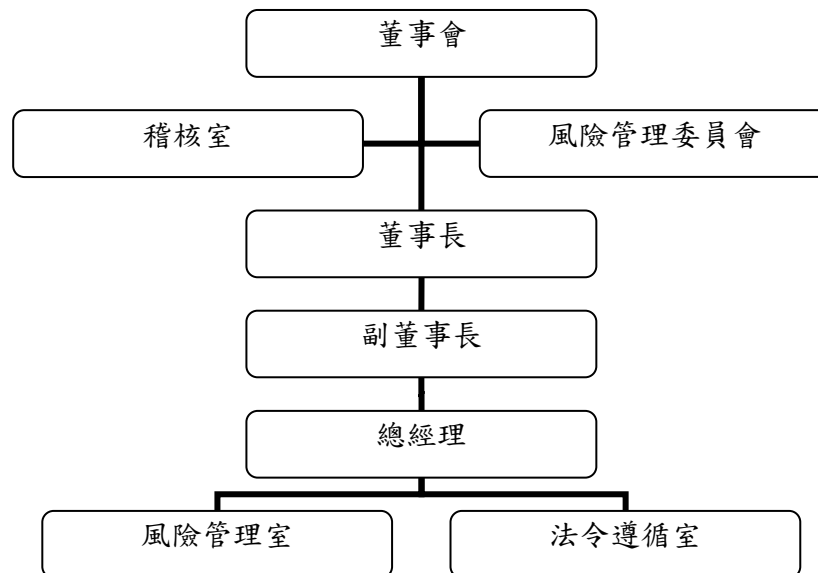 董事會
稽核室
風險管理委員會
董事長
副董事長
總經理
風險管理室
法令遵循室